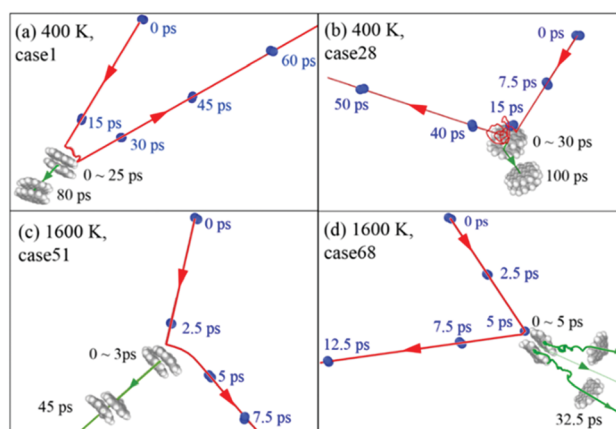 (a) 400 K,
case1
0 ps
60 ps
45 ps
15 ps
30 ps
0 ~ 25 ps
80 ps
(b) 400 K,
case28
0 ps
7.5 ps
50 ps
15 ps
40 ps
0 ~ 30 ps
100 ps
(c) 1600 K,
case51
0 ps
2.5 ps
0 ~ 3ps
5 ps
45 ps
7.5 ps
(d) 1600 K,
case68
0 ps
2.5 ps
5 ps
0 ~ 5 ps
7.5 ps
12.5 ps
32.5 ps